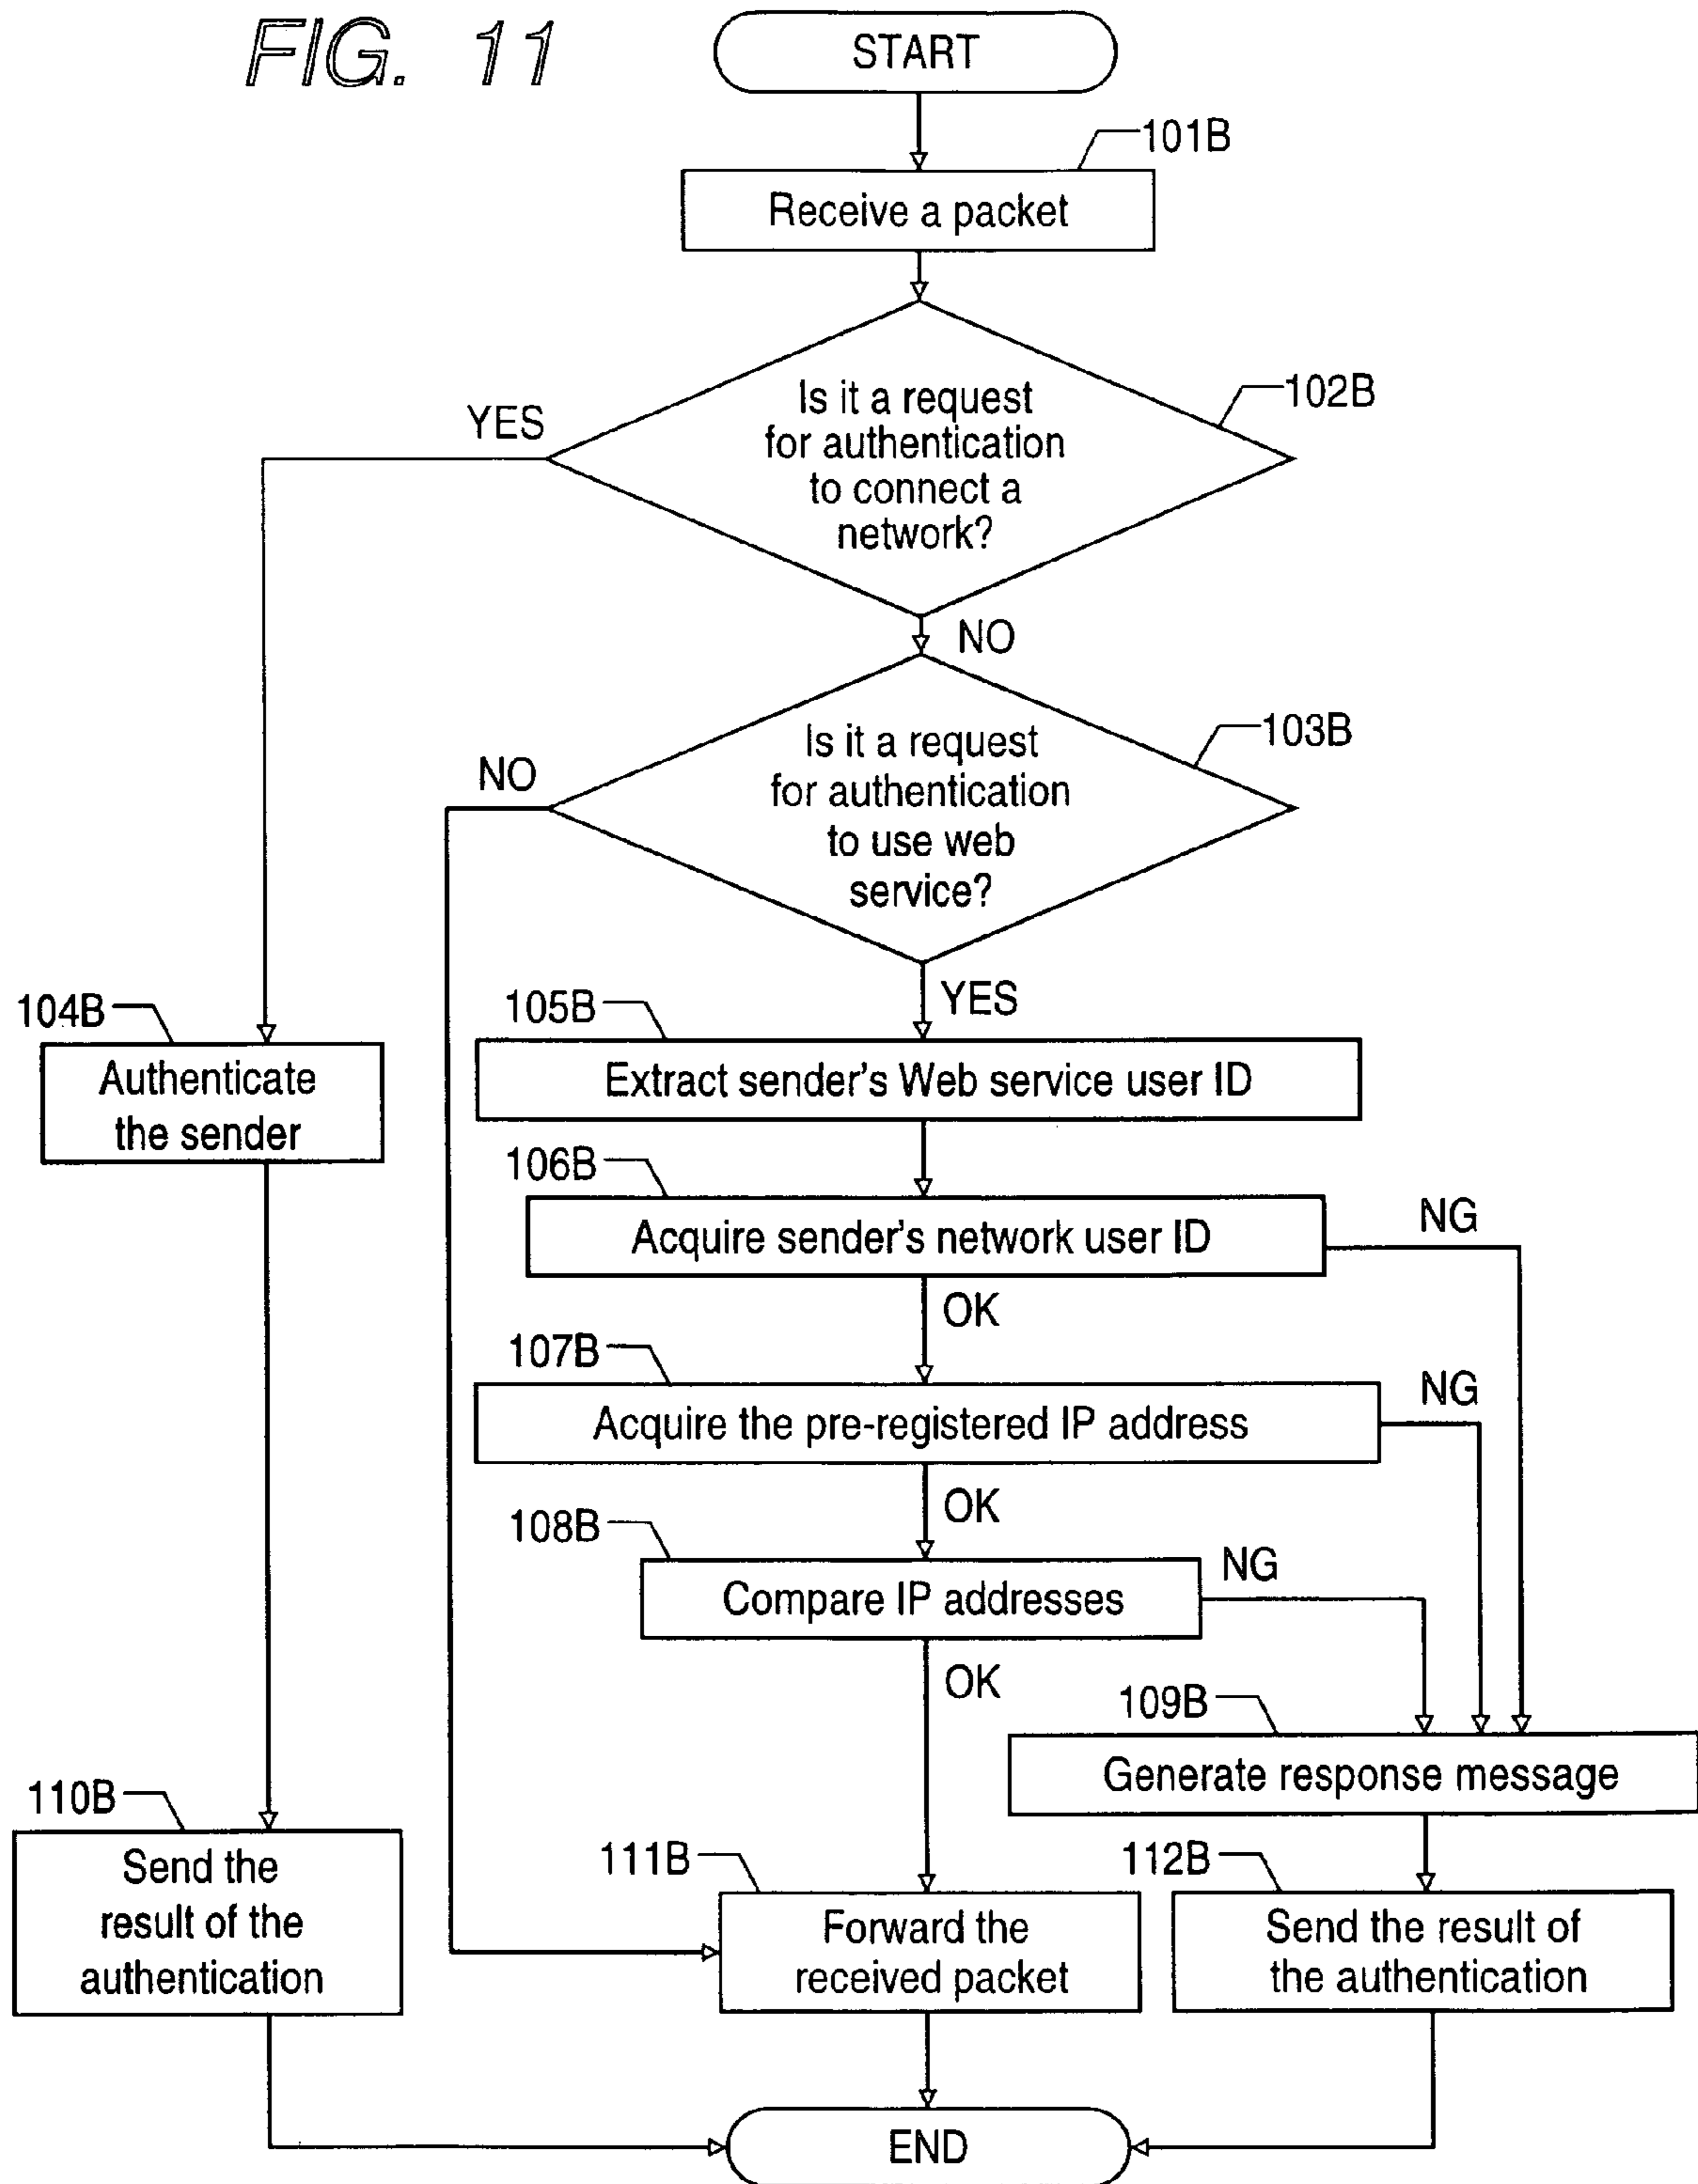 FIG. 11
START
101B
Receive a packet
102B
Is it a request
for authentication
to connect a
network?
YES
NO
103B
Is it a request
for authentication
to use web
service?
NO
YES
104B
Authenticate
the sender
105B
Extract sender's Web service user ID
106B
Acquire sender's network user ID
NG
OK
107B
Acquire the pre-registered IP address
NG
OK
108B
Compare IP addresses
NG
OK
109B
Generate response message
110B
Send the
result of the
authentication
111B
Forward the
received packet
112B
Send the result of
the authentication
END